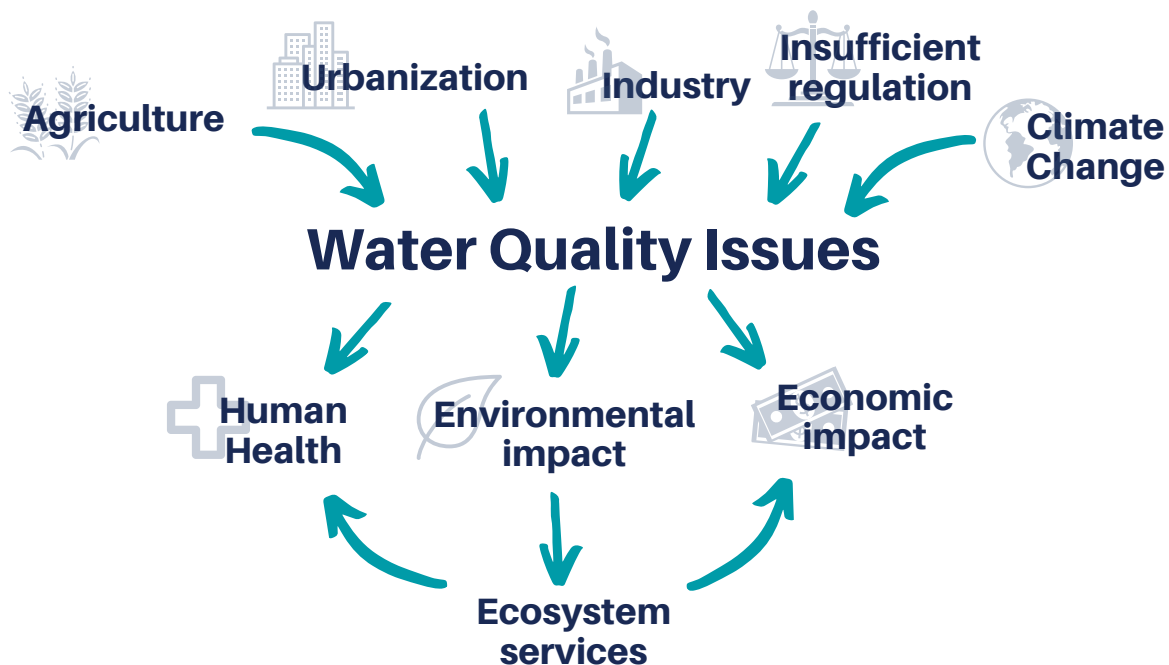 Agriculture
Urbanization
Industry
Insufficient
regulation
Climate
Change
Water Quality Issues
Human
Health
Environmental
impact
Economic
impact
Ecosystem
services